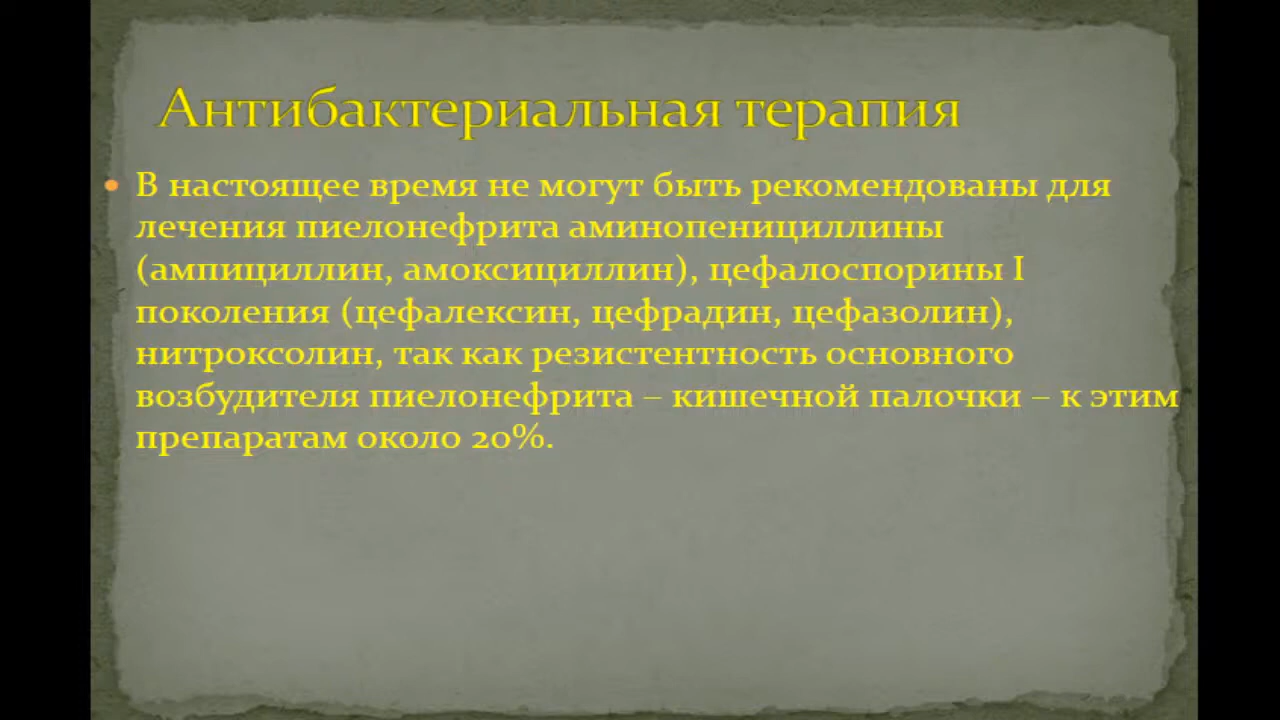 Антибактериальная терапия
• В настоящее время не могут быть рекомендованы для
лечения пиелонефрита аминопенициллины
(ампициллин, амоксициллин), цефалоспорины I
поколения (цефалексин, цефрадин, цефазолин),
нитроксолин, так как резистентность основного
возбудителя пиелонефрита – кишечной палочки – к этим
препаратам около 20%.